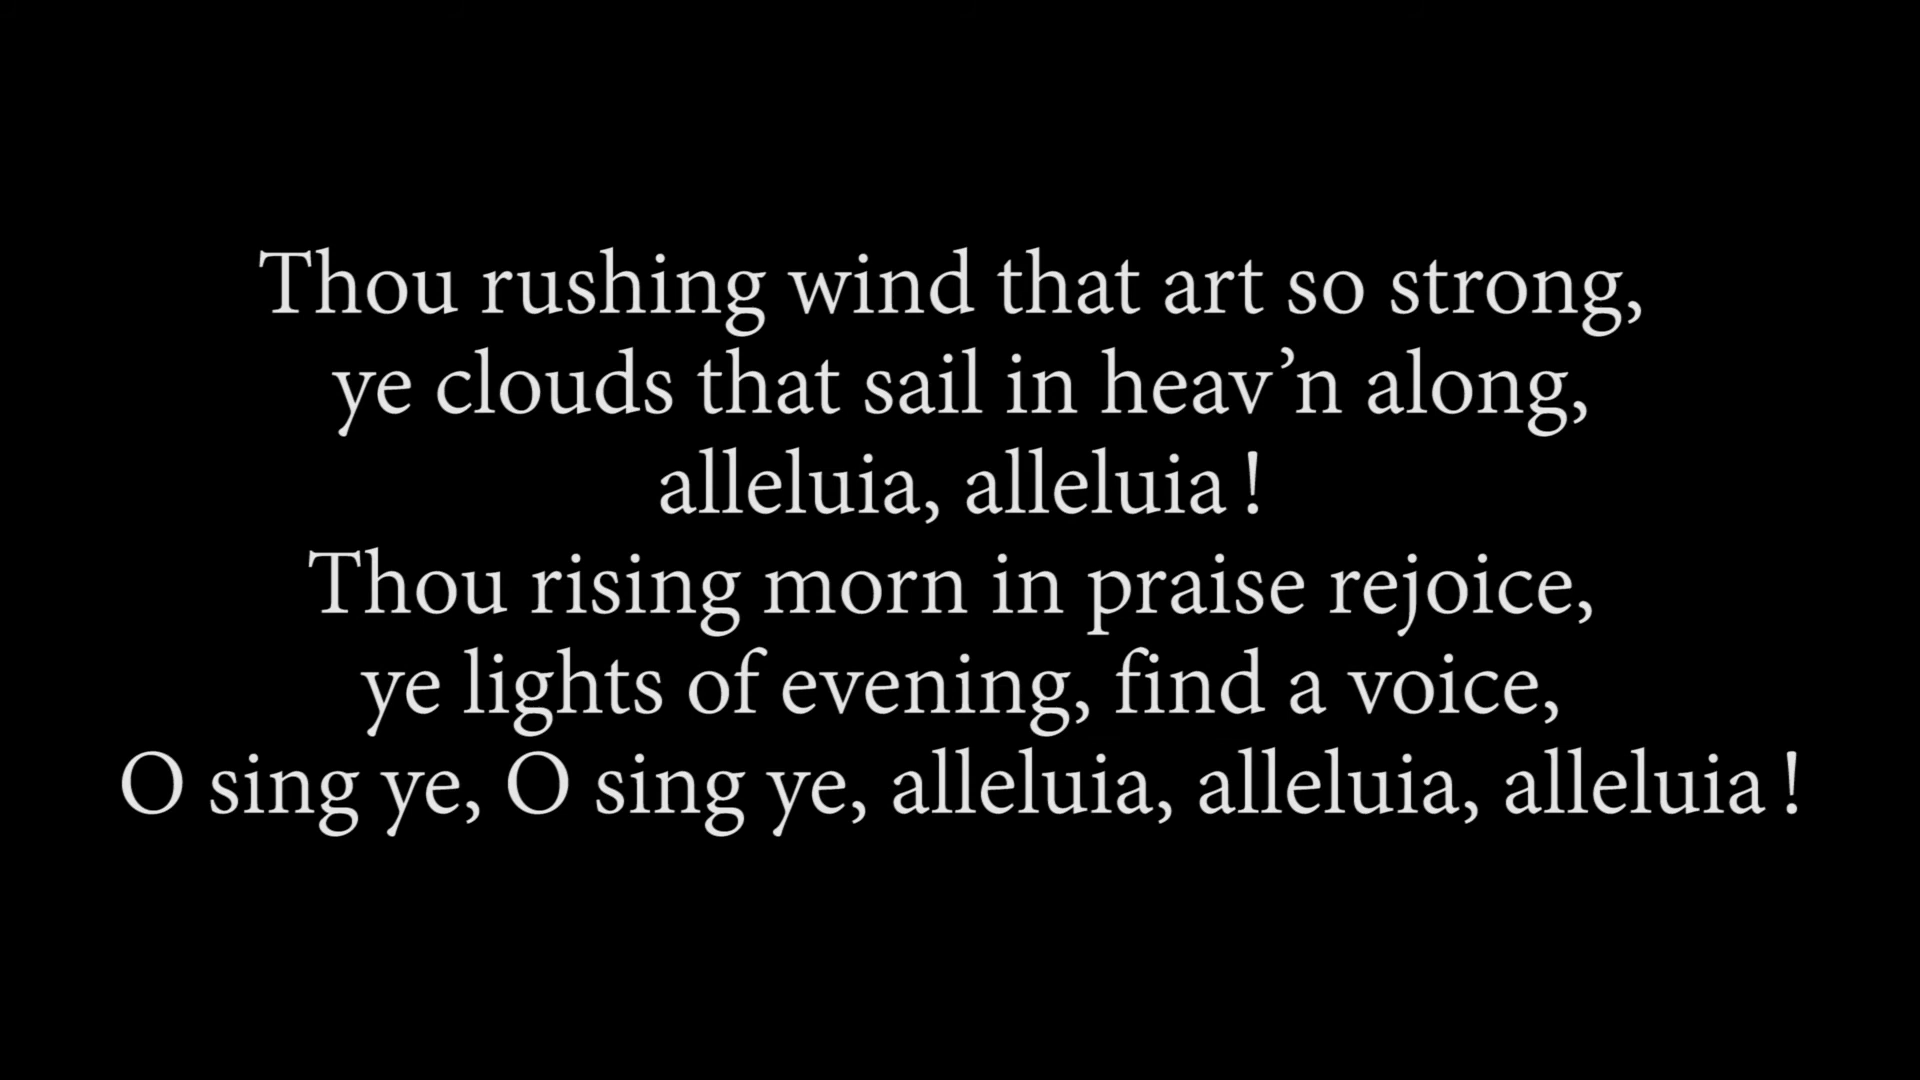 Thou rushing wind that art so strong,
ye clouds that sail in heav’n along,
alleluia, alleluia !
Thou rising morn in praise rejoice,
ye lights of evening, find a voice,
O sing ye, O sing ye, alleluia, alleluia, alleluia !